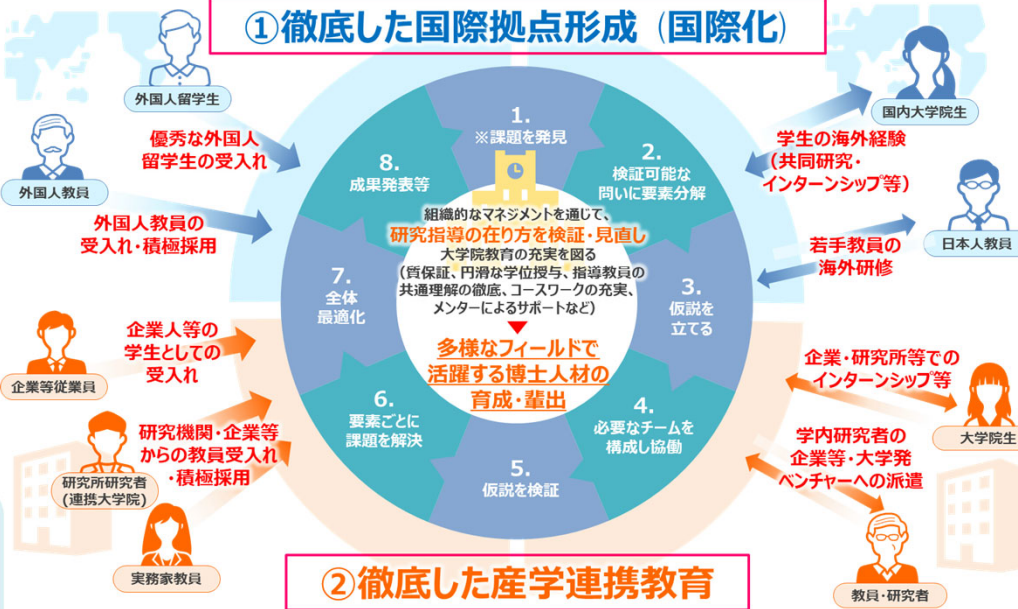 ①徹底した国際拠点形成（国際化）
外国人留学生
優秀な外国人
留学生の受入れ
外国人教員
外国人教員の
受入れ・積極採用
国内大学院生
学生の海外経験
（共同研究・
インターンシップ等）
日本人教員
若手教員の
海外研修
1.
※課題を発見
2.
検証可能な
問いに要素分解
3.
仮説を
立てる
4.
必要なチームを
構成し協働
5.
仮説を検証
6.
要素ごとに
課題を解決
7.
全体
最適化
8.
成果発表等
組織的なマネジメントを通じて、
研究指導の在り方を検証・見直し
大学院教育の充実を図る
（質保証、円滑な学位授与、指導教員の
共通理解の徹底、コースワークの充実、
メンターによるサポートなど）
多様なフィールドで
活躍する博士人材の
育成・輩出
企業等従業員
企業人等の
学生としての
受入れ
研究所研究者
(連携大学院)
研究機関・企業等
からの教員受入れ
・積極採用
実務家教員
企業・研究所等での
インターンシップ等
大学院生
学内研究者の
企業等・大学発
ベンチャーへの派遣
教員・研究者
②徹底した産学連携教育